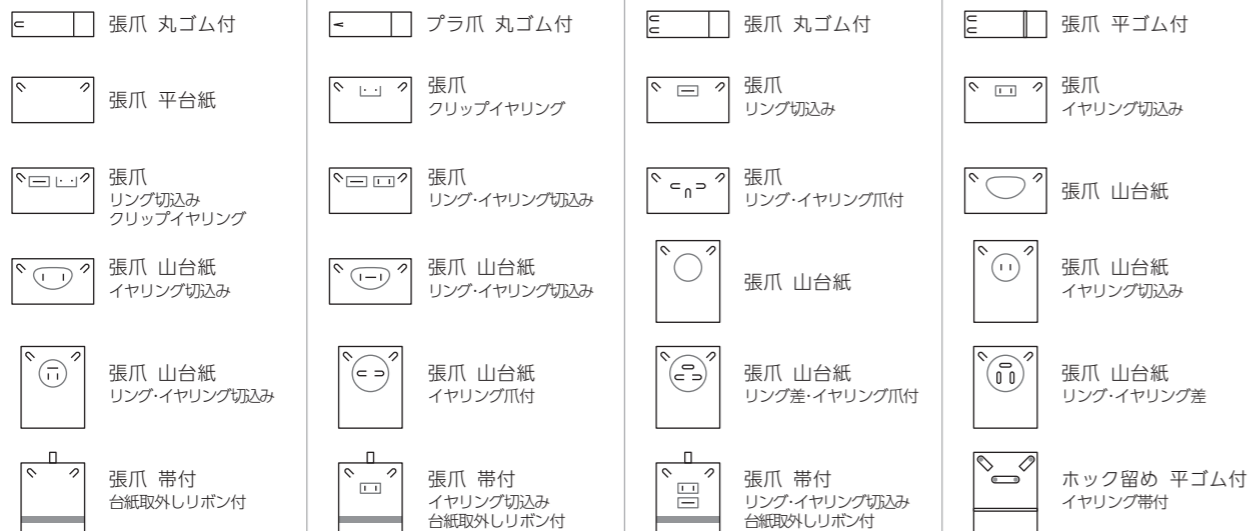 張爪 丸ゴム付
プラ爪 丸ゴム付
張爪 丸ゴム付
張爪 平ゴム付
張爪 平台紙
張爪
クリップイヤリング
張爪
リング切込み
張爪
イヤリング切込み
張爪
リング切込み
クリップイヤリング
張爪
リング・イヤリング切込み
張爪
リング・イヤリング爪付
張爪 山台紙
張爪 山台紙
イヤリング切込み
張爪 山台紙
リング・イヤリング切込み
張爪 山台紙
張爪 山台紙
イヤリング切込み
張爪 山台紙
リング・イヤリング切込み
張爪 山台紙
イヤリング爪付
張爪 山台紙
リング差・イヤリング爪付
張爪 山台紙
リング・イヤリング差
張爪 帯付
台紙取外しリボン付
張爪 帯付
イヤリング切込み
台紙取外しリボン付
張爪 帯付
リング・イヤリング切込み
台紙取外しリボン付
ホック留め 平ゴム付
イヤリング帯付